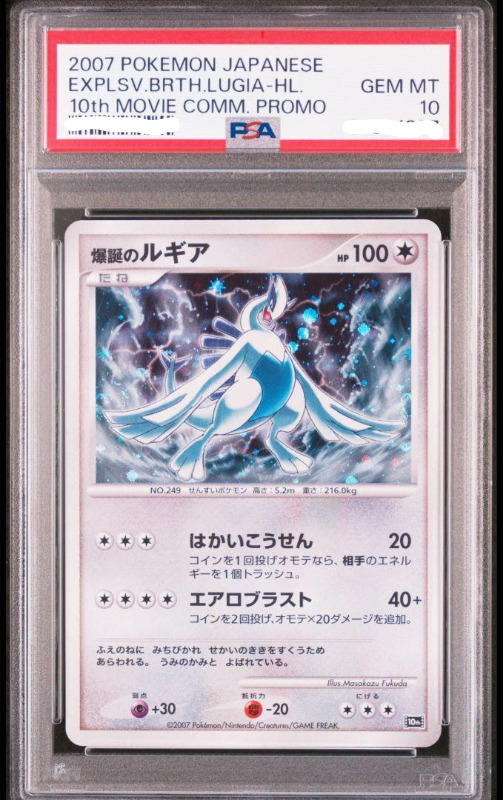 2007 POKEMON JAPANESE
EXPLSV.BRTH.LUGIA-HL. GEM MT
10th MOVIE COMM. PROMO 10
PSA
爆誕のルギア HP 100
たね
NO.249 せんすいポケモン 高さ：5.2m 重さ：216.0kg
はかいこうせん 20
コインを1回投げオモテなら、相手のエネル
ギーを1個トラッシュ。
エアロブラスト 40+
コインを2回投げ、オモテ×20ダメージを追加。
ふえのねに みちびかれ せかいのききをすくうため
あらわれる。 うみのかみと よばれている。
Illus.Masakazu Fukuda
弱点 +30 抵抗力 -20 にげる
©2007 Pokémon/Nintendo/Creatures/GAME FREAK.
10th
PSA